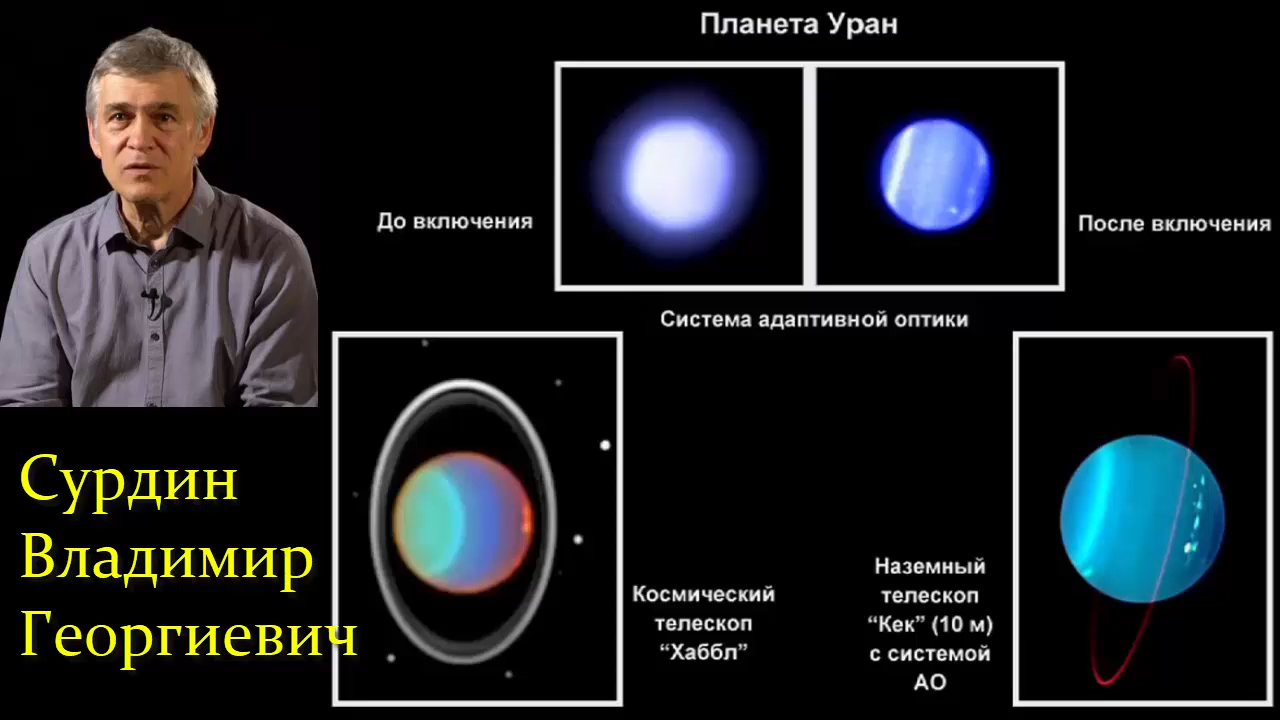 Планета Уран
До включения
После включения
Система адаптивной оптики
Сурдин
Владимир
Георгиевич
Космический
телескоп
“Хаббл”
Наземный
телескоп
“Кек” (10 м)
с системой
АО